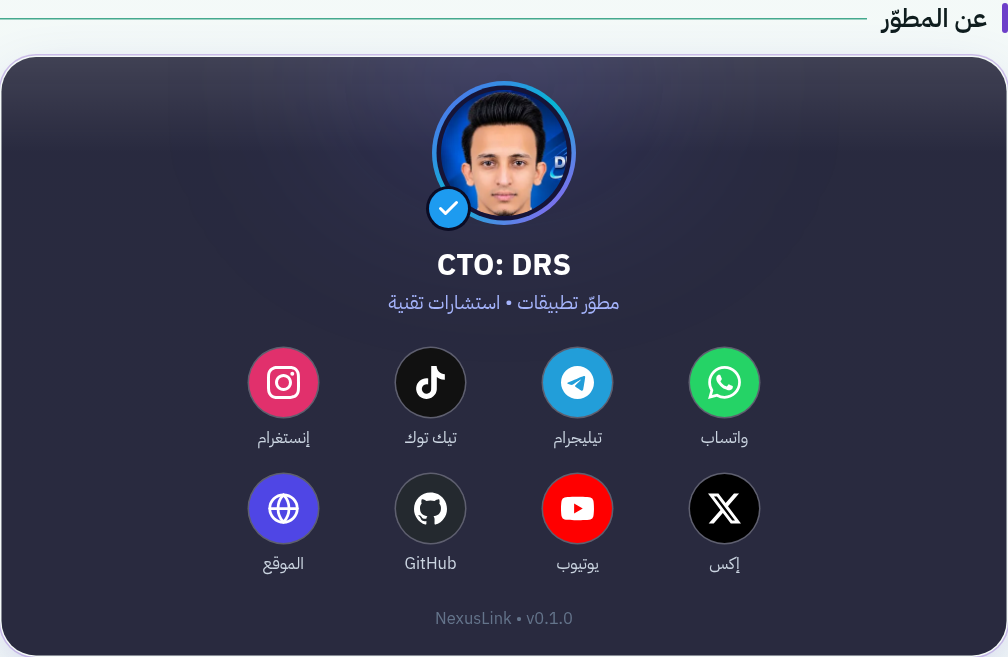 عن المطوّر
CTO: DRS
مطوّر تطبيقات • استشارات تقنية
واتساب
تيليجرام
تيك توك
إنستغرام
إكس
يوتيوب
GitHub
الموقع
NexusLink • v0.1.0